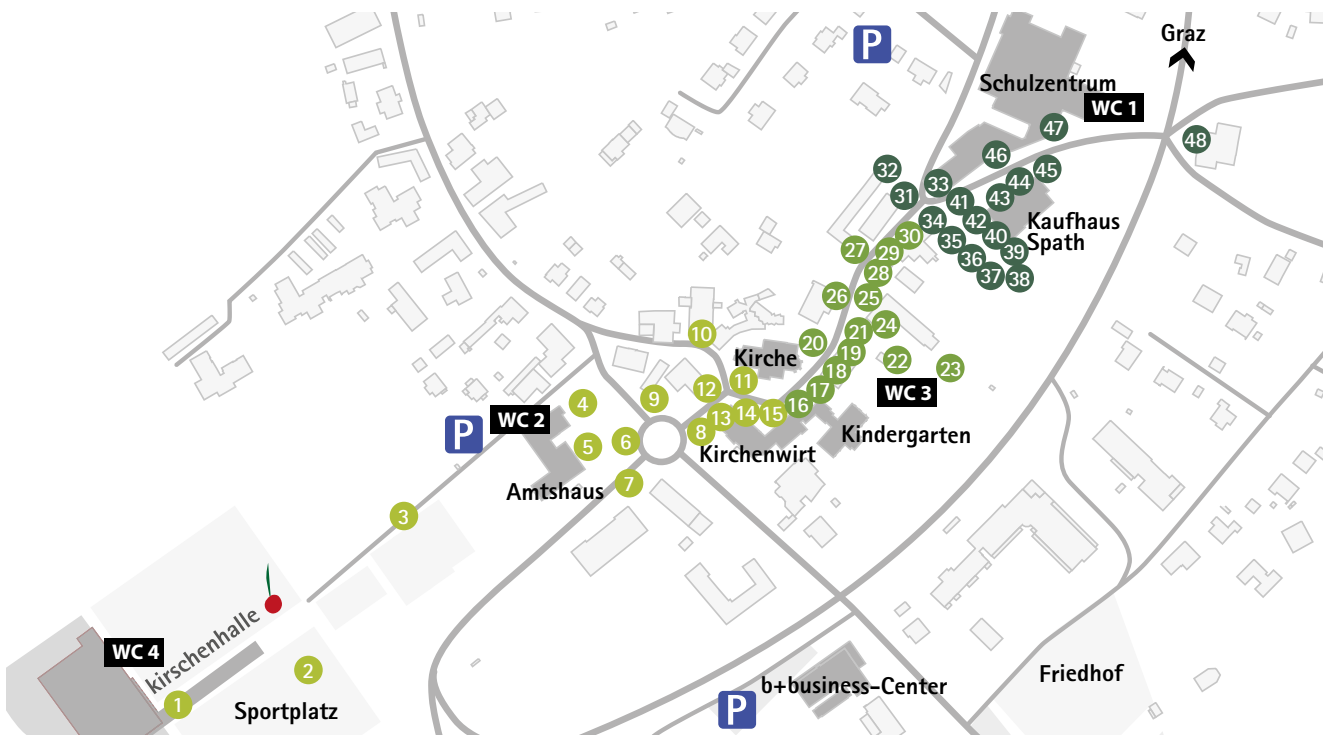 P
Graz
Schulzentrum
WC 1
47
48
46
32
45
33
44
31
43
41
34
42
Kaufhaus
Spath
30
35
40
27
29
39
36
28
37
38
26
25
24
21
10
20
Kirche
19
22
23
18
11
12
17
WC 3
9
4
16
14
15
13
WC 2
P
8
6
5
Kindergarten
Kirchenwirt
7
Amtshaus
3
kirschenhalle
WC 4
2
1
Sportplatz
Friedhof
b+business-Center
P